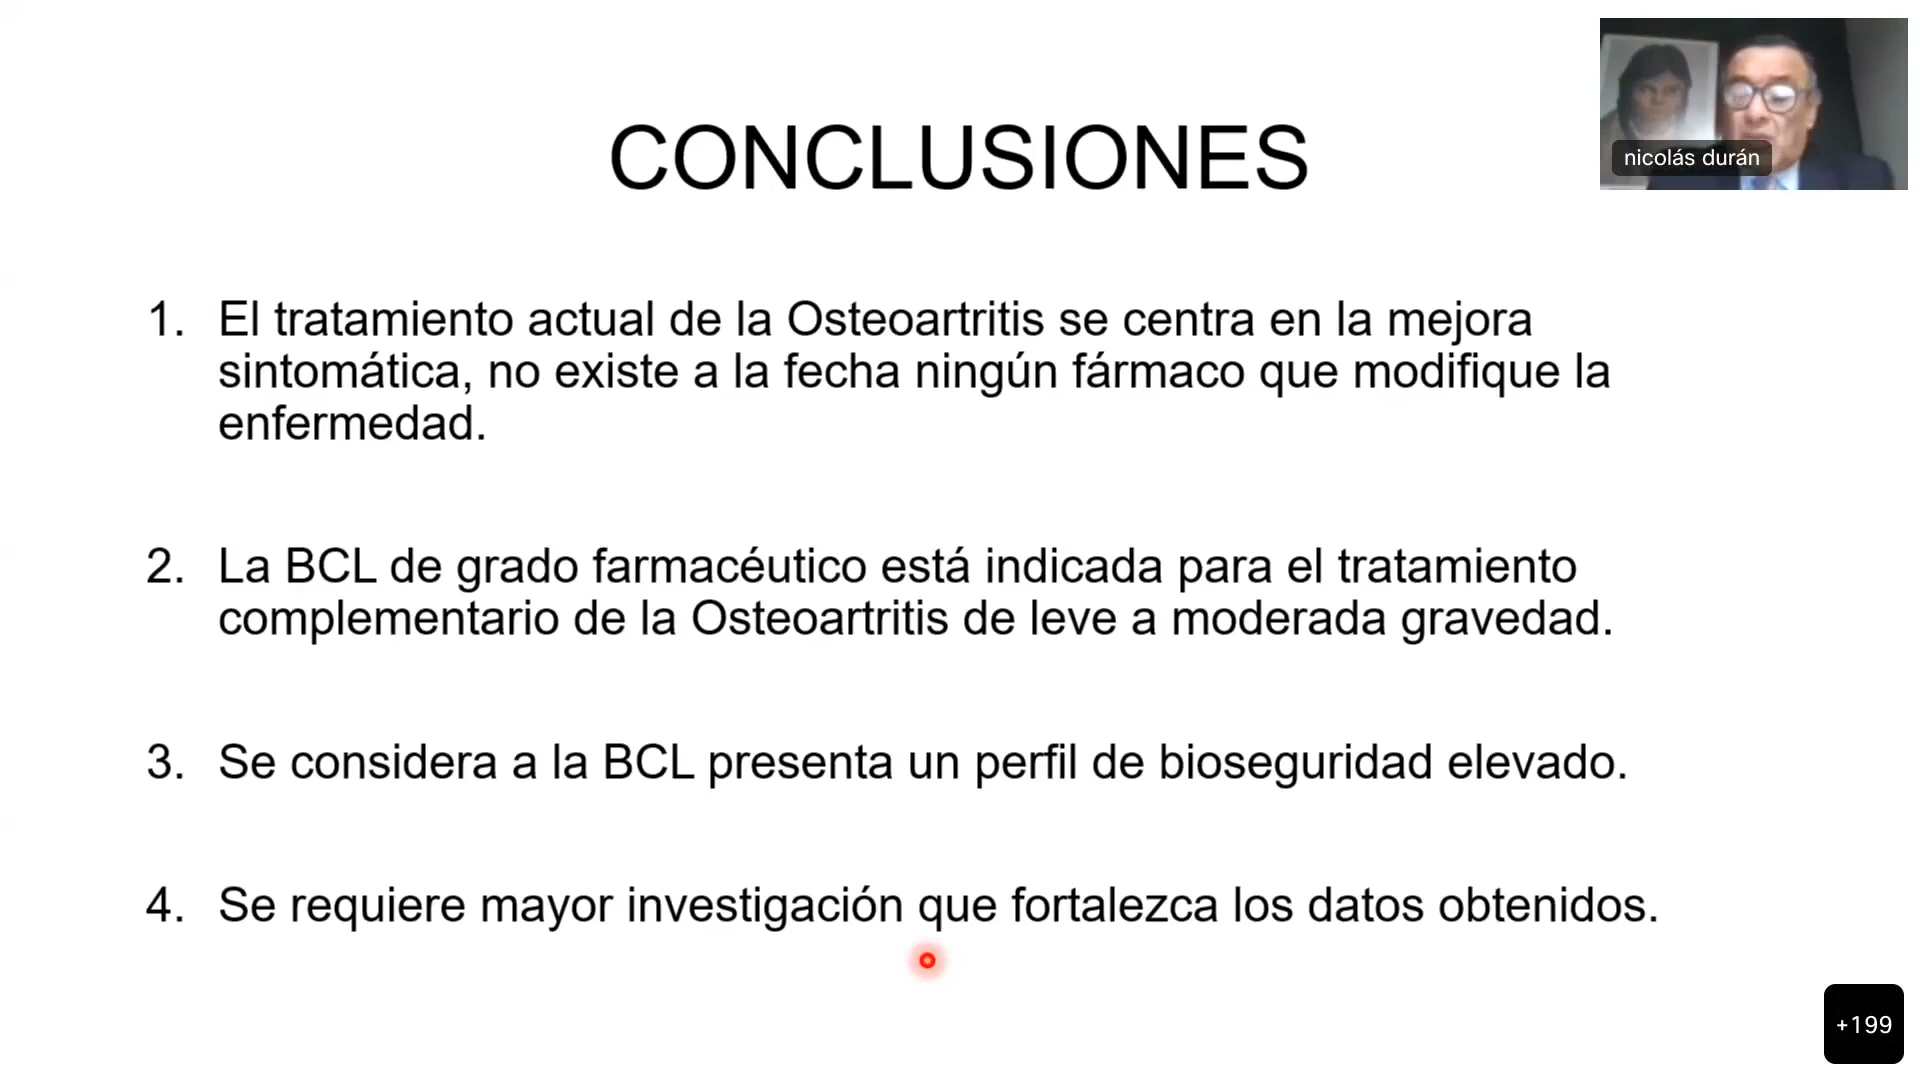 CONCLUSIONES
nicolás durán
1. El tratamiento actual de la Osteoartritis se centra en la mejora
sintomática, no existe a la fecha ningún fármaco que modifique la
enfermedad.
2. La BCL de grado farmacéutico está indicada para el tratamiento
complementario de la Osteoartritis de leve a moderada gravedad.
3. Se considera a la BCL presenta un perfil de bioseguridad elevado.
4. Se requiere mayor investigación que fortalezca los datos obtenidos.
+199